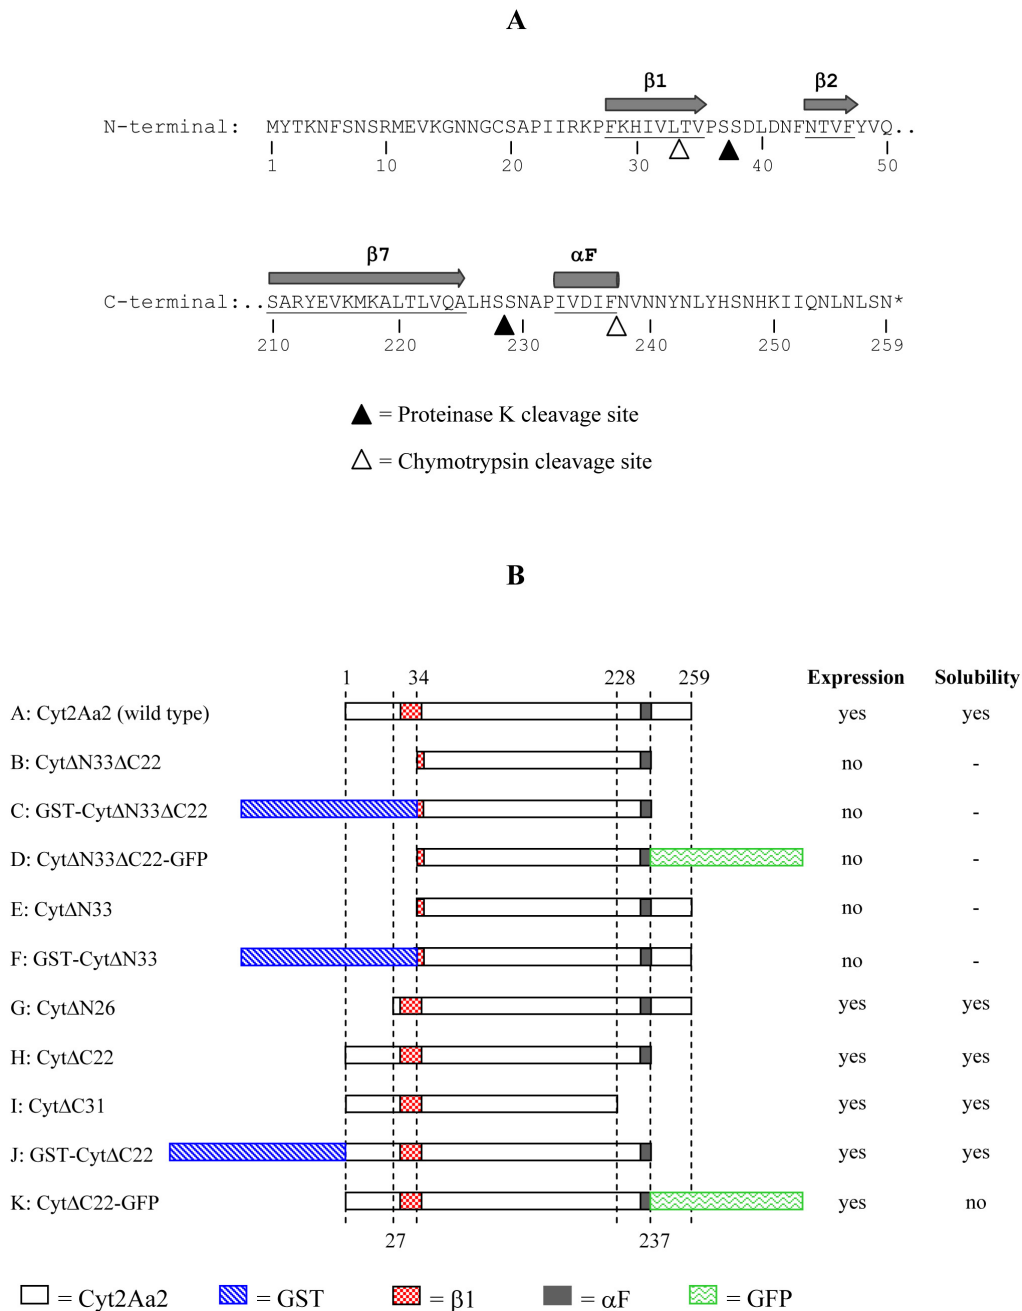 A
β1 β2
N-terminal: MYTKNFSNSRMEVKGNNGCSAPIIRKPFKHIVLTVPSSDLDNFNTVFYVQ..
1 10 20 30 40 50
β7 αF
C-terminal:..SARYEVKMKALTLVQALHSSNAPIVDIFNVNNYNLYHSNHKIIQNLNLSN*
210 220 230 240 250 259
▲ = Proteinase K cleavage site
△ = Chymotrypsin cleavage site
B
1 34 228 259 Expression Solubility
A: Cyt2Aa2 (wild type) yes yes
B: CytΔN33ΔC22 no -
C: GST-CytΔN33ΔC22 no -
D: CytΔN33ΔC22-GFP no -
E: CytΔN33 no -
F: GST-CytΔN33 no -
G: CytΔN26 yes yes
H: CytΔC22 yes yes
I: CytΔC31 yes yes
J: GST-CytΔC22 yes yes
K: CytΔC22-GFP yes no
27 237
= Cyt2Aa2 = GST = β1 = αF = GFP